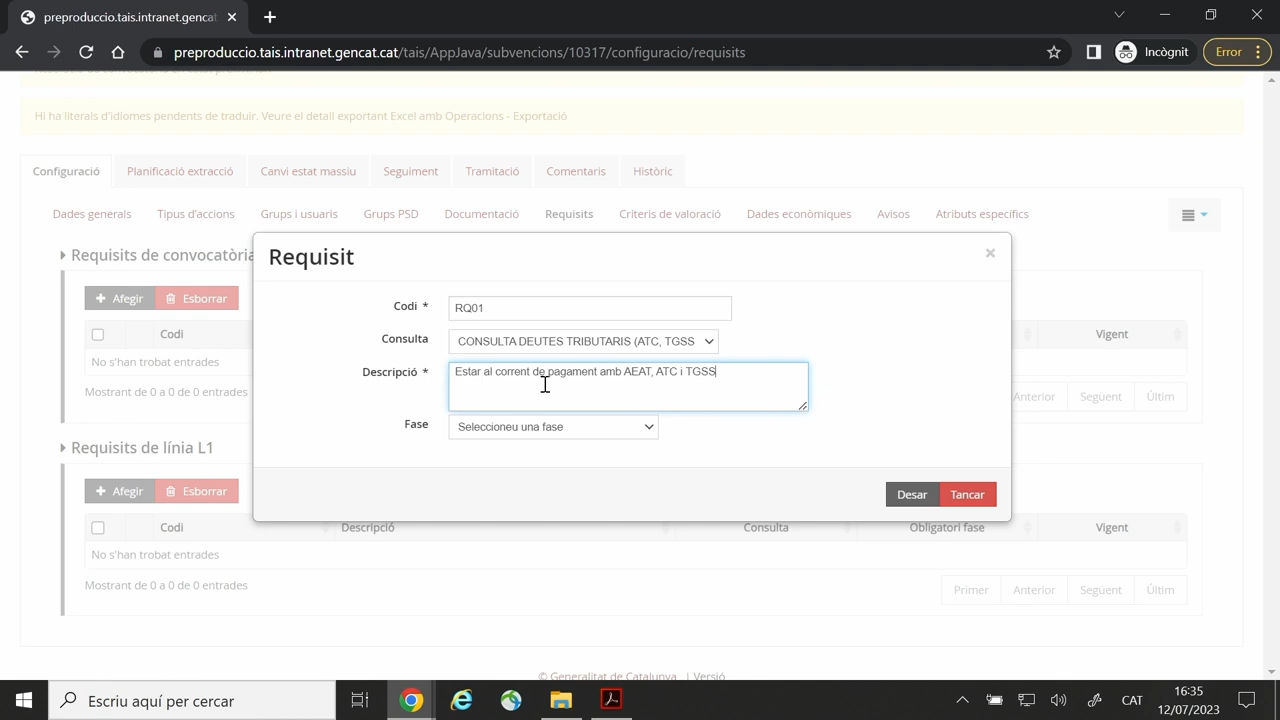 preproduccio.tais.intranet.gencat
preproduccio.tais.intranet.gencat.cat/tais/AppJava/subvencions/10317/configuracio/requisits
Incògnit
Error
Hi ha literals d'idiomes pendents de traduir. Veure el detall exportant Excel amb Operacions - Exportació
Configuració
Planificació extracció
Canvi estat massiu
Seguiment
Tramitació
Comentaris
Històric
Dades generals
Tipus d'accions
Grups i usuaris
Grups PSD
Documentació
Requisits
Criteris de valoració
Dades econòmiques
Avisos
Atributs específics
Requisits de convocatòria
Afegir
Esborrar
Codi
Vigent
No s'han trobat entrades
Mostrant de 0 a 0 de 0 entrades
Anterior
Següent
Últim
Requisit
Codi *
RQ01
Consulta
CONSULTA DEUTES TRIBUTARIS (ATC, TGSS
Descripció *
Estar al corrent de pagament amb AEAT, ATC i TGSS
Fase
Seleccioneu una fase
Desar
Tancar
Requisits de línia L1
Afegir
Esborrar
Codi
Descripció
Consulta
Obligatori fase
Vigent
No s'han trobat entrades
Mostrant de 0 a 0 de 0 entrades
Primer
Anterior
Següent
Últim
© Generalitat de Catalunya | Versió
Escriu aquí per cercar
CAT
16:35
12/07/2023